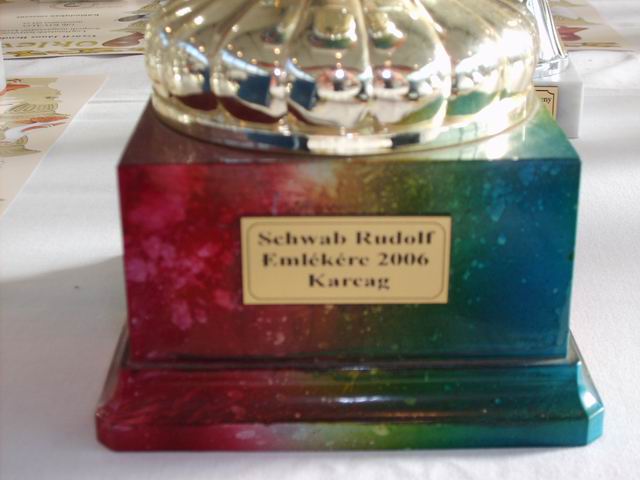 Schwab Rudolf
Emlékére 2006
Karcag